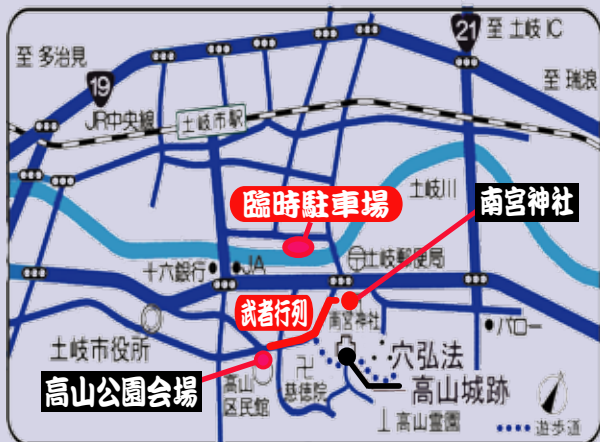 至 多治見
19
21
至 土岐 IC
至 瑞浪
JR中央線
土岐市駅
臨時駐車場
土岐川
南宮神社
十六銀行
JA
土岐郵便局
武者行列
南宮神社
土岐市役所
バロー
高山公園会場
高山
区民館
慈徳院
穴弘法
高山城跡
高山霊園
遊歩道